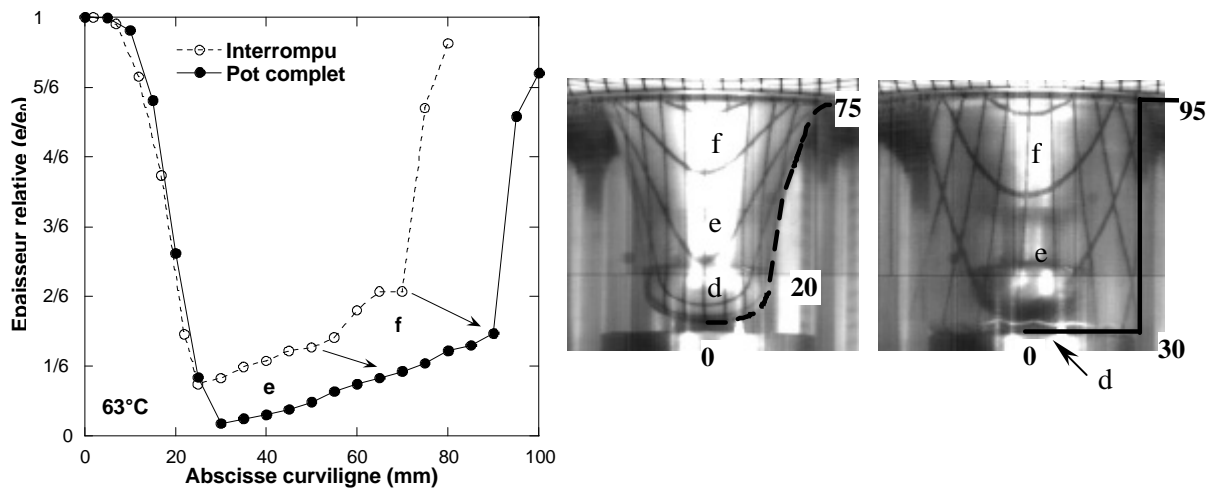 1
5/6
4/6
3/6
2/6
1/6
0
Epaisseur relative (e/e₀)
Interrompu
Pot complet
f
e
63°C
0 20 40 60 80 100
Abscisse curviligne (mm)
75
f
e
d
20
0
95
f
e
30
0
d